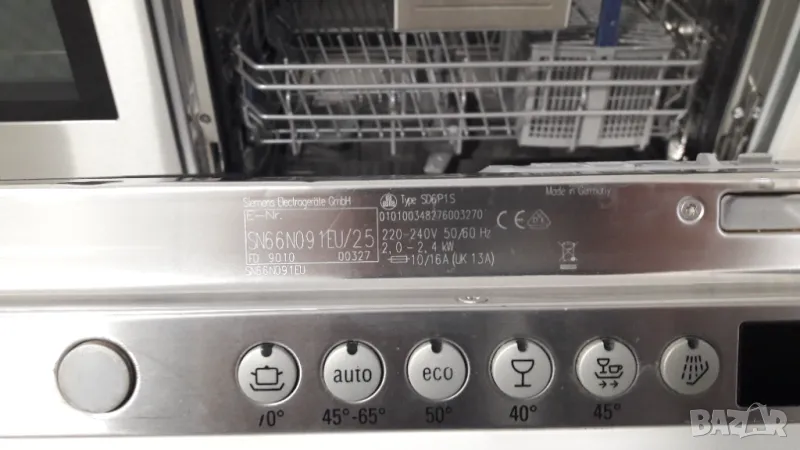 Siemens Electrogeräte GmbH
E-Nr.
SN66N091EU/25
FD 9010 00327
SN66N091EU
Type SD6P1S
010100348276003270
220-240V 50/60 Hz
2,0-2,4 kW
10/16A (UK 13A)
CE
Made in Germany
70°
auto
45°-65°
eco
50°
40°
45°
BAZAR.bg